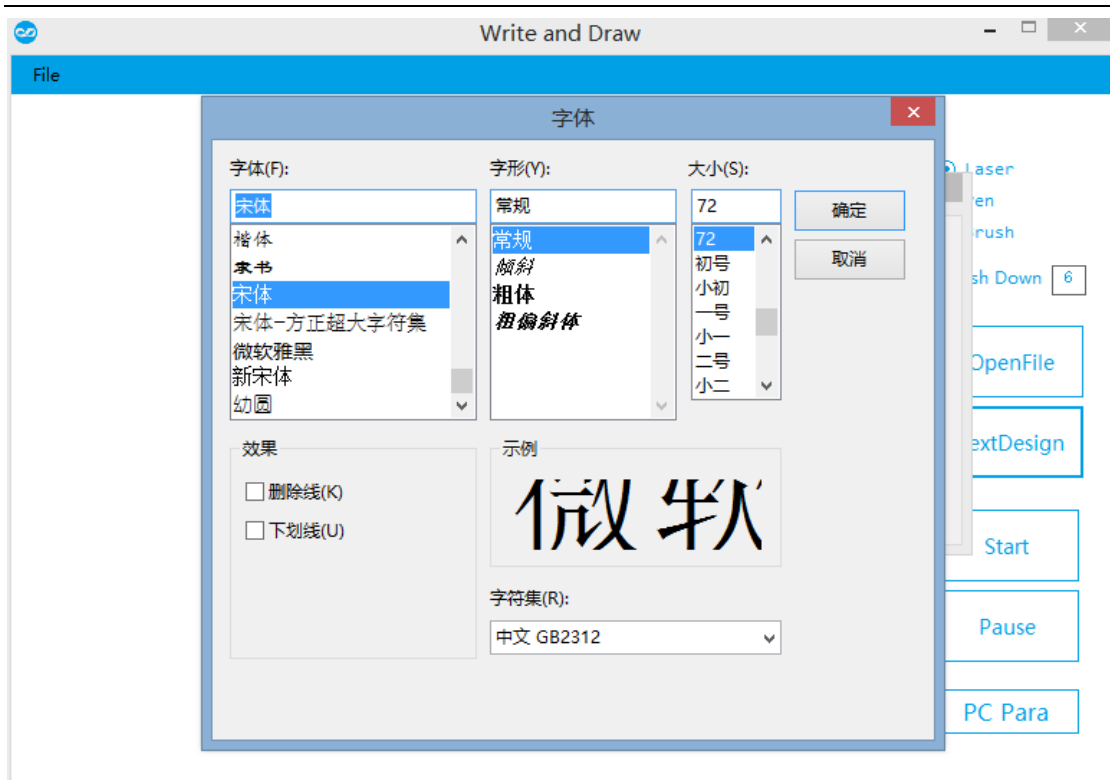 Write and Draw
File
字体
字体(F):
字形(Y):
大小(S):
宋体
常规
72
确定
取消
楷体
隶书
宋体
宋体-方正超大字符集
微软雅黑
新宋体
幼圆
常规
倾斜
粗体
粗偏斜体
72
初号
小初
一号
小一
二号
小二
效果
删除线(K)
下划线(U)
示例
微软
字符集(R):
中文 GB2312
Laser
en
rush
sh Down 6
OpenFile
extDesign
Start
Pause
PC Para